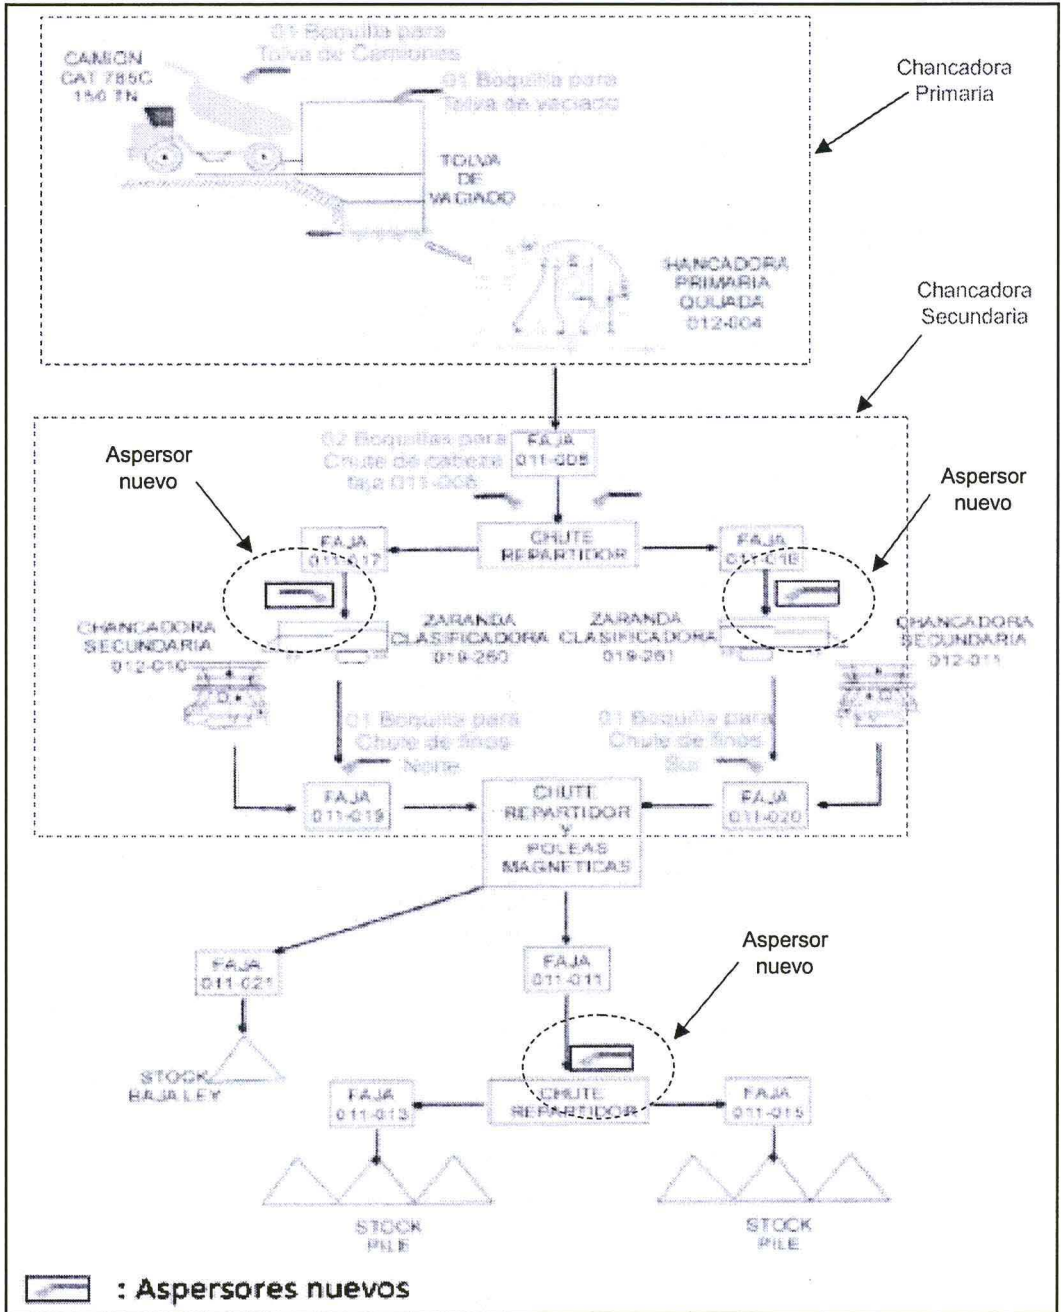 01 Boquilla para
Tolva de Camiones
CAMION
CAT 785C
150 TN
01 Boquilla para
Tolva de vaciado
Chancadora
Primaria
TOLVA
DE
VACIADO
HANCADORA
PRIMARIA
QUIJADA
012-004
Chancadora
Secundaria
02 Boquillas para
Chute de cabeza
faja 011-008
FAJA
011-008
Aspersor
nuevo
Aspersor
nuevo
FAJA
011-017
CHUTE
REPARTIDOR
FAJA
011-018
CHANCADORA
SECUNDARIA
012-010
ZARANDA
CLASIFICADORA
019-260
ZARANDA
CLASIFICADORA
019-261
CHANCADORA
SECUNDARIA
012-011
01 Boquilla para
Chute de finos
Norte
01 Boquilla para
Chute de finos
Sur
FAJA
011-019
CHUTE
REPARTIDOR
Y
POLEAS
MAGNETICAS
FAJA
011-020
FAJA
011-021
FAJA
011-011
Aspersor
nuevo
STOCK
BAJA LEY
FAJA
011-013
CHUTE
REPARTIDOR
FAJA
011-015
STOCK
PILE
STOCK
PILE
: Aspersores nuevos